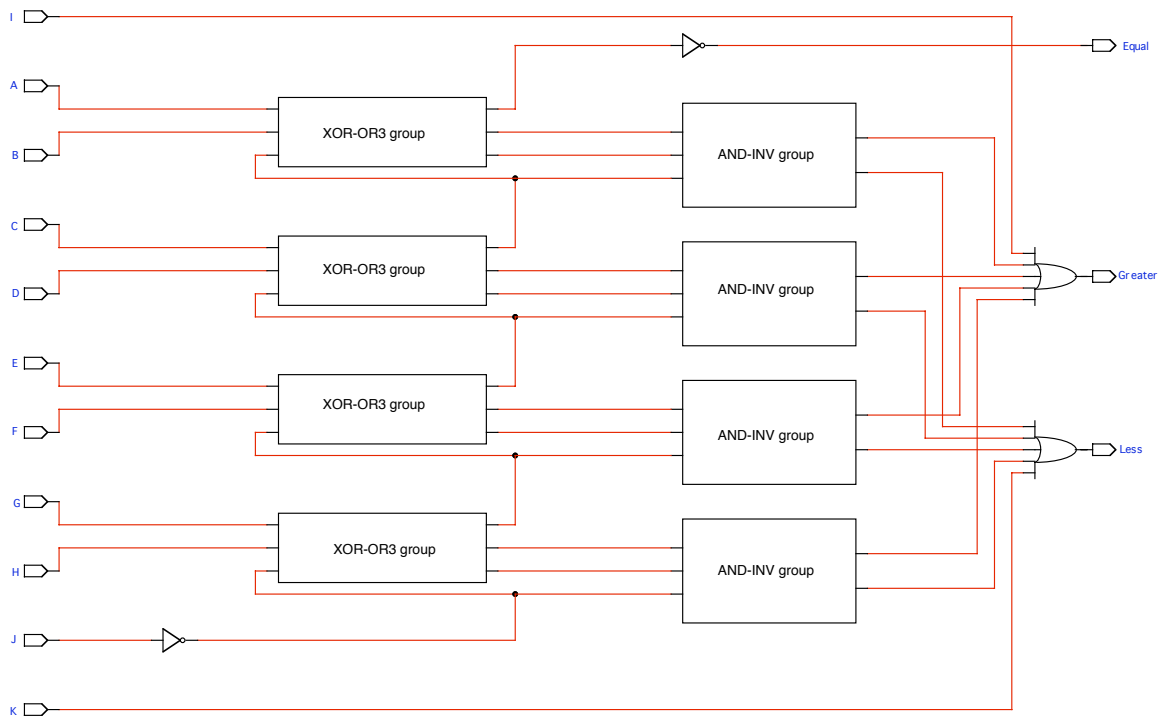 I
Equal
A
XOR-OR3 group
B
AND-INV group
C
XOR-OR3 group
D
AND-INV group
Greater
E
XOR-OR3 group
F
AND-INV group
Less
G
XOR-OR3 group
H
AND-INV group
J
K